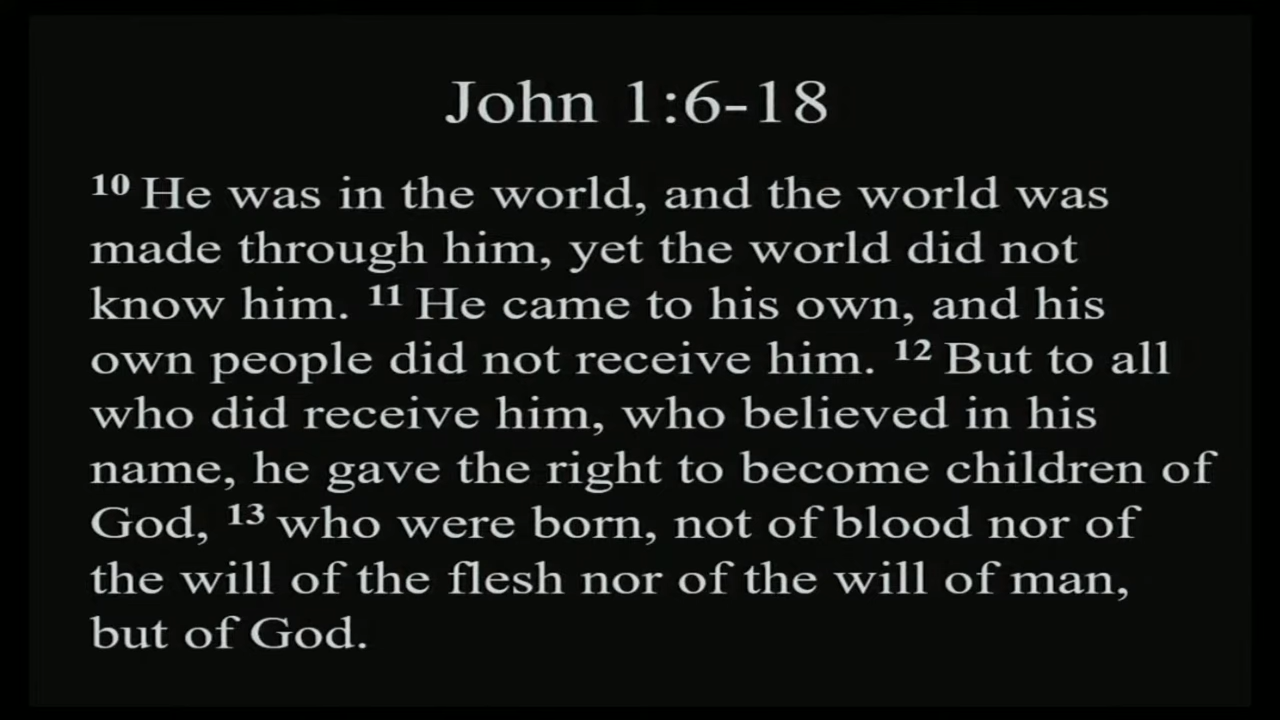 John 1:6-18
10 He was in the world, and the world was
made through him, yet the world did not
know him. 11 He came to his own, and his
own people did not receive him. 12 But to all
who did receive him, who believed in his
name, he gave the right to become children of
God, 13 who were born, not of blood nor of
the will of the flesh nor of the will of man,
but of God.